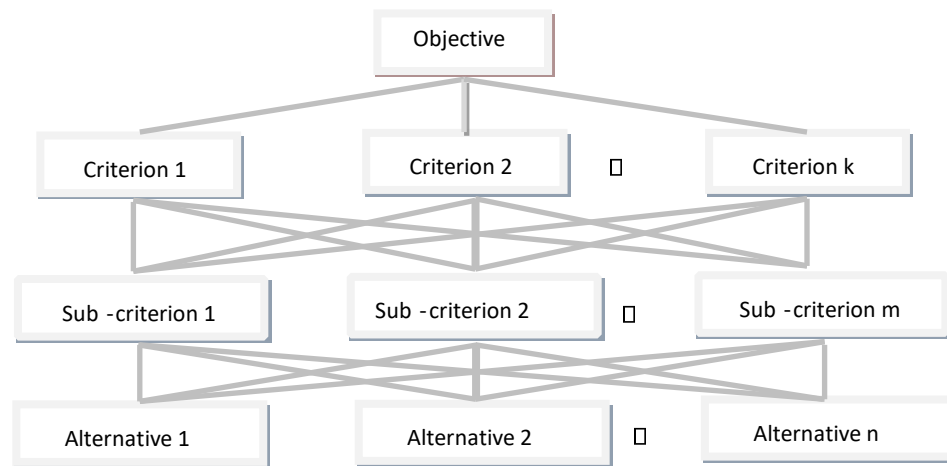 Objective
Criterion 1
Criterion 2
Criterion k
Sub -criterion 1
Sub -criterion 2
Sub -criterion m
Alternative 1
Alternative 2
Alternative n